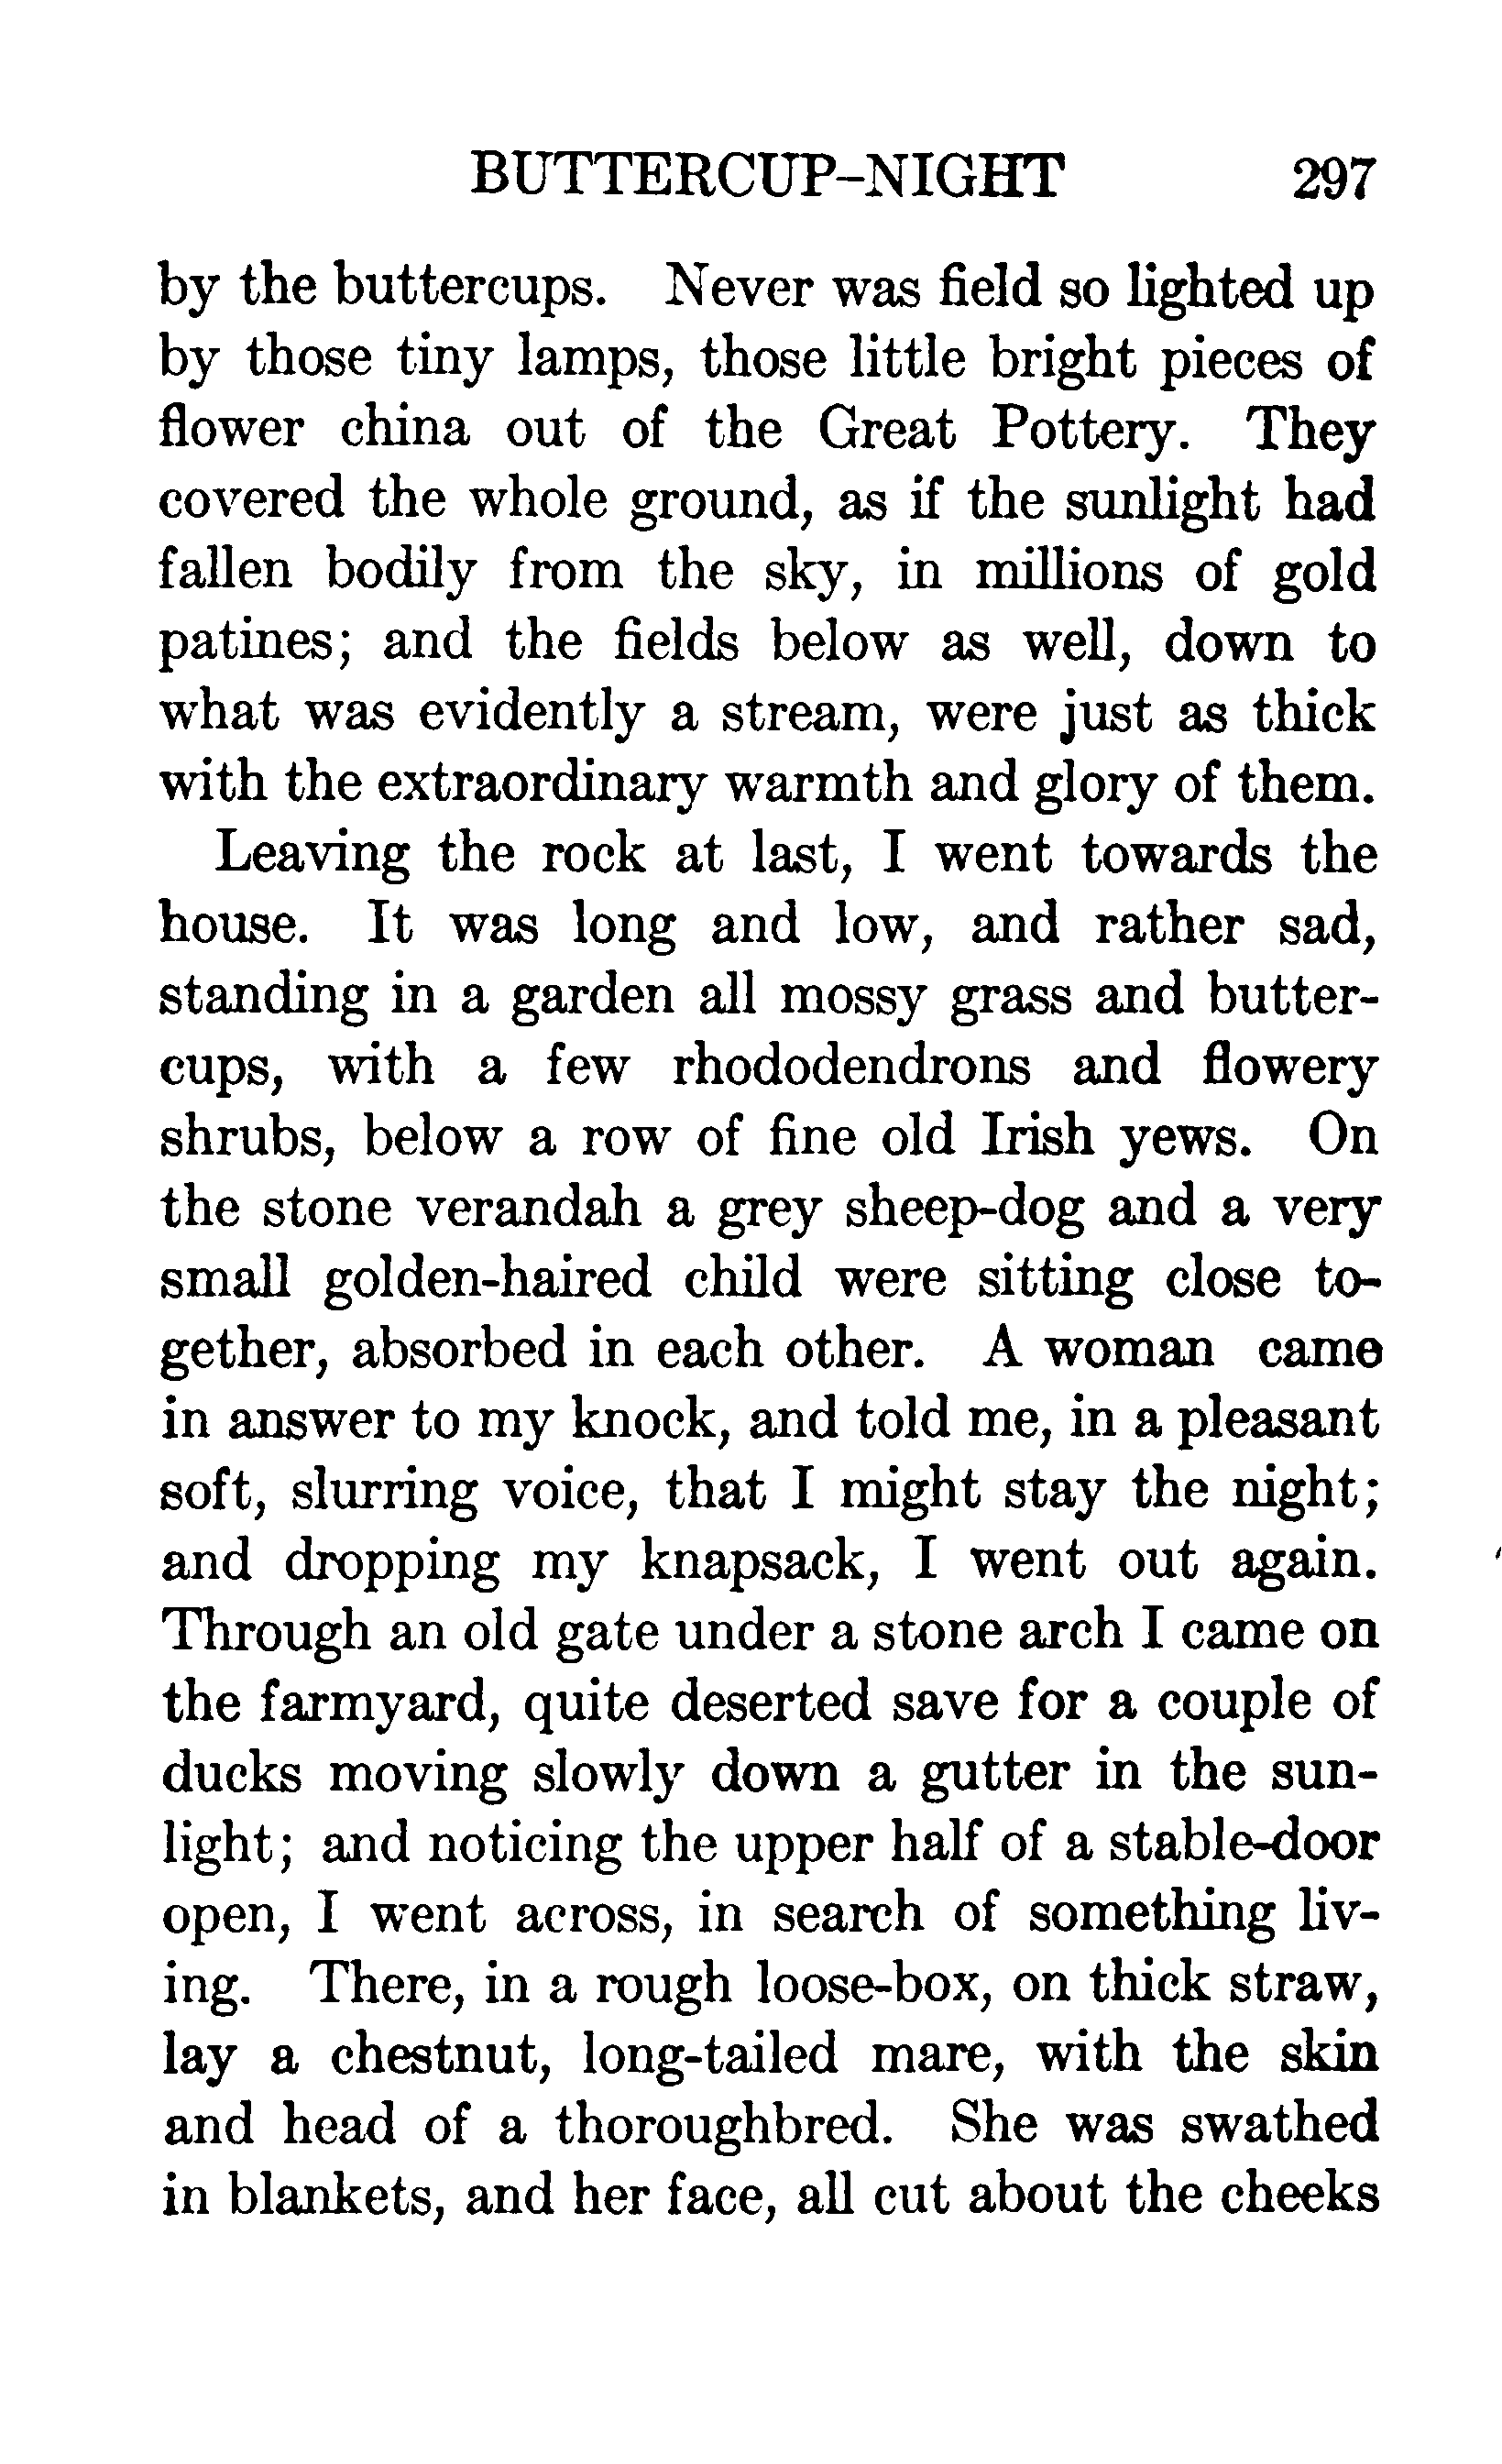 BUTTERCUP-NIGHT 297
by the buttercups. Never was field so lighted up
by those tiny lamps, those little bright pieces of
flower china out of the Great Pottery. They
covered the whole ground, as if the sunlight had
fallen bodily from the sky, in millions of gold
patines; and the fields below as well, down to
what was evidently a stream, were just as thick
with the extraordinary warmth and glory of them.
Leaving the rock at last, I went towards the
house. It was long and low, and rather sad,
standing in a garden all mossy grass and butter-
cups, with a few rhododendrons and flowery
shrubs, below a row of fine old Irish yews. On
the stone verandah a grey sheep-dog and a very
small golden-haired child were sitting close to-
gether, absorbed in each other. A woman came
in answer to my knock, and told me, in a pleasant
soft, slurring voice, that I might stay the night;
and dropping my knapsack, I went out again.
Through an old gate under a stone arch I came on
the farmyard, quite deserted save for a couple of
ducks moving slowly down a gutter in the sun-
light; and noticing the upper half of a stable-door
open, I went across, in search of something liv-
ing. There, in a rough loose-box, on thick straw,
lay a chestnut, long-tailed mare, with the skin
and head of a thoroughbred. She was swathed
in blankets, and her face, all cut about the cheeks